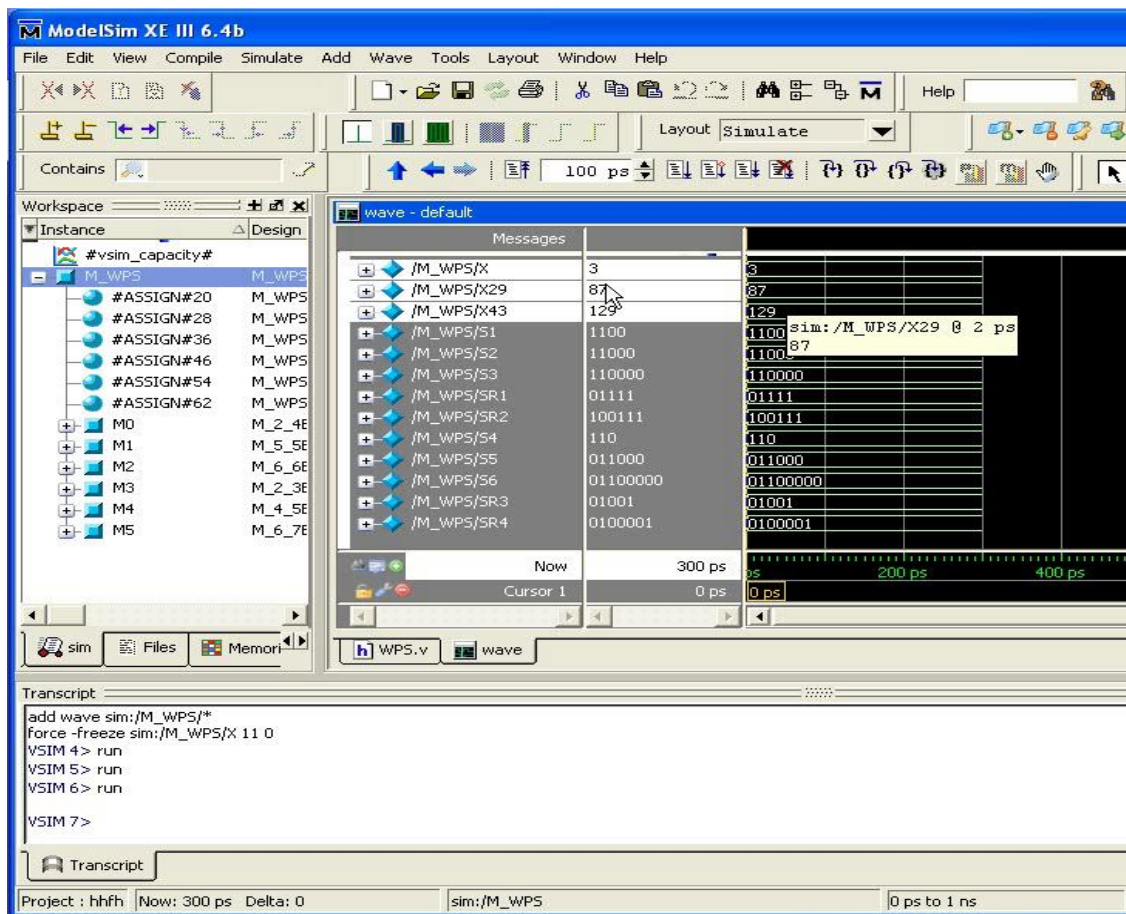 ModelSim XE III 6.4b
File Edit View Compile Simulate Add Wave Tools Layout Window Help
Help
Layout Simulate
Contains
100 ps
Workspace
Instance Design
#vsim_capacity#
M_WPS M_WPS
#ASSIGN#20 M_WPS
#ASSIGN#28 M_WPS
#ASSIGN#36 M_WPS
#ASSIGN#46 M_WPS
#ASSIGN#54 M_WPS
#ASSIGN#62 M_WPS
M0 M_2_4E
M1 M_5_5E
M2 M_6_6E
M3 M_2_3E
M4 M_4_5E
M5 M_6_7E
sim Files Memori
wave - default
Messages
/M_WPS/X 3 3
/M_WPS/X29 87 87
/M_WPS/X43 129 129
/M_WPS/S1 1100 1100
/M_WPS/S2 11000 11000
/M_WPS/S3 110000 110000
/M_WPS/SR1 01111 01111
/M_WPS/SR2 100111 100111
/M_WPS/S4 110 110
/M_WPS/S5 011000 011000
/M_WPS/S6 01100000 01100000
/M_WPS/SR3 01001 01001
/M_WPS/SR4 0100001 0100001
sim:/M_WPS/X29 @ 2 ps
87
Now 300 ps ps 200 ps 400 ps
Cursor 1 0 ps 0 ps
WPS.v wave
Transcript
add wave sim:/M_WPS/*
force -freeze sim:/M_WPS/X 11 0
VSIM 4> run
VSIM 5> run
VSIM 6> run
VSIM 7>
Transcript
Project : hhfh Now: 300 ps Delta: 0 sim:/M_WPS 0 ps to 1 ns